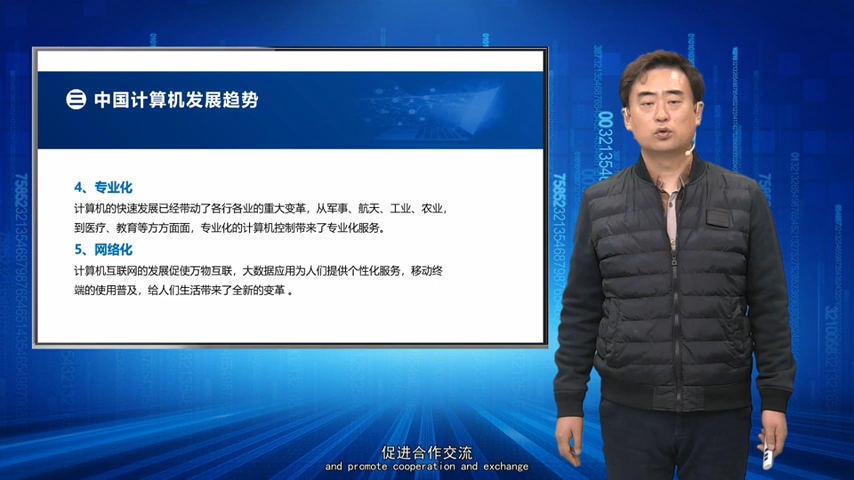 三 中国计算机发展趋势
4、专业化
计算机的快速发展已经带动了各行各业的重大变革，从军事、航天、工业、农业，
到医疗、教育等方方面面，专业化的计算机控制带来了专业化服务。
5、网络化
计算机互联网的发展促使万物互联，大数据应用为人们提供个性化服务，移动终
端的使用普及，给人们生活带来了全新的变革 。
促进合作交流
and promote cooperation and exchange